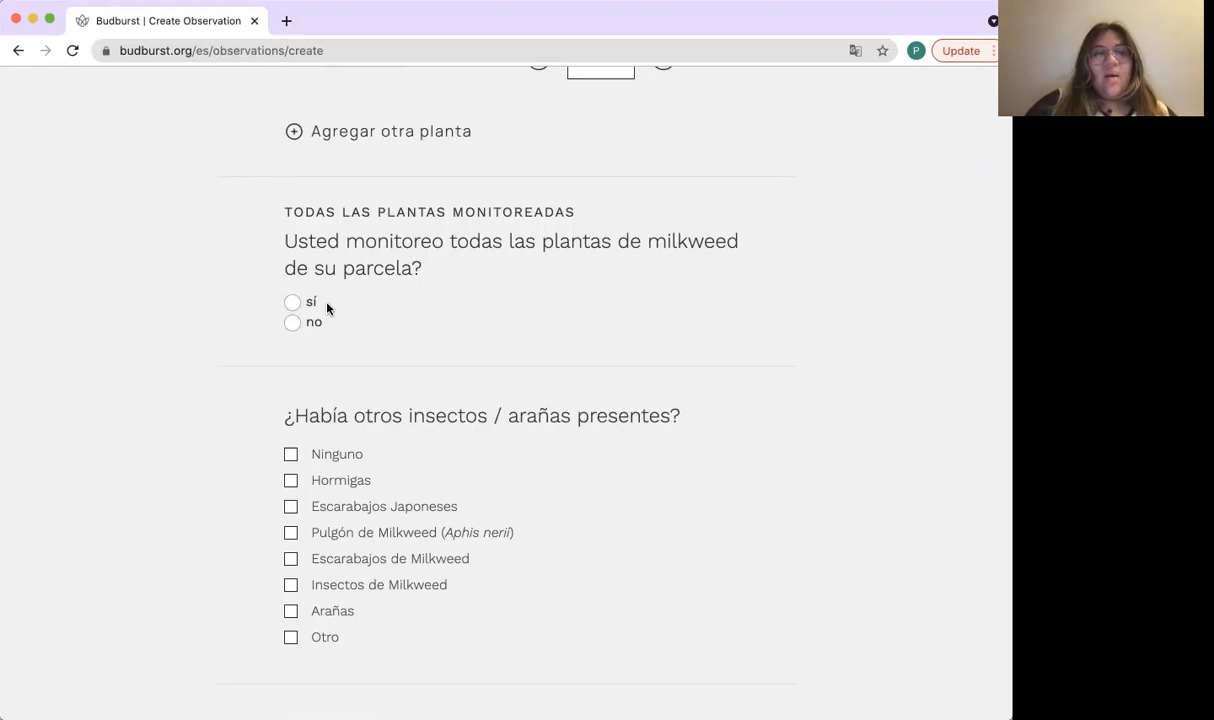 Budburst | Create Observation
budburst.org/es/observations/create
P
Update
Agregar otra planta
TODAS LAS PLANTAS MONITOREADAS
Usted monitoreo todas las plantas de milkweed
de su parcela?
sí
no
¿Había otros insectos / arañas presentes?
Ninguno
Hormigas
Escarabajos Japoneses
Pulgón de Milkweed (Aphis nerii)
Escarabajos de Milkweed
Insectos de Milkweed
Arañas
Otro